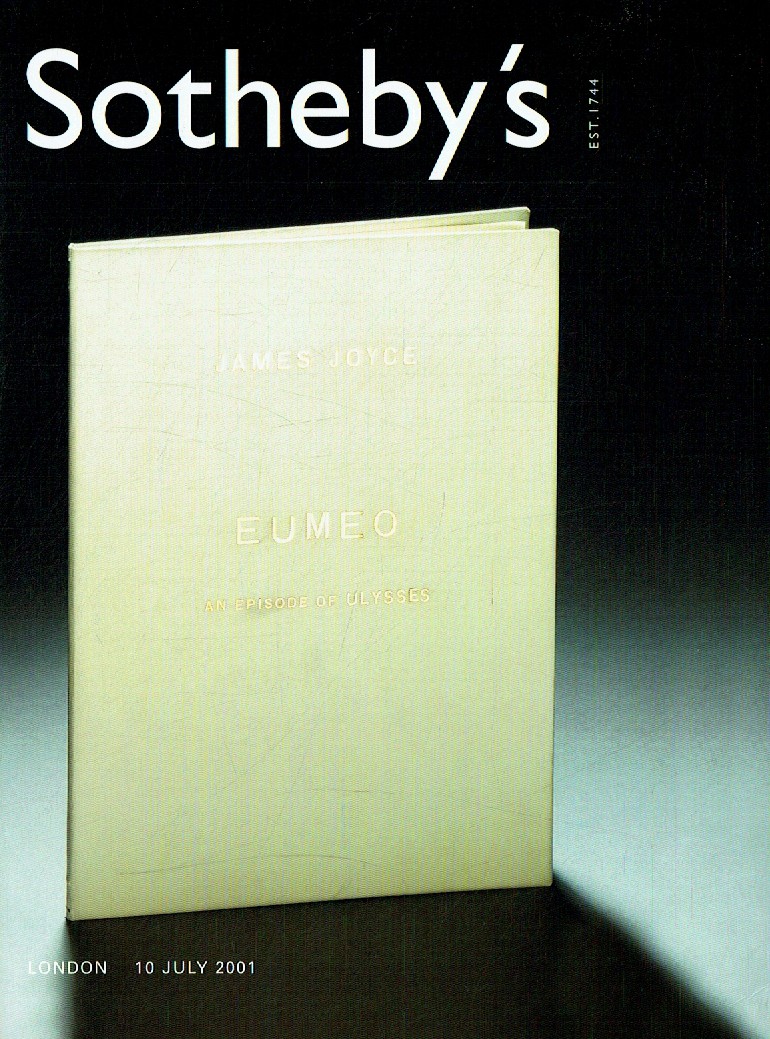 Sotheby's
EST.1744
JAMES JOYCE
EUMEO
AN EPISODE OF ULYSSES
LONDON 10 JULY 2001